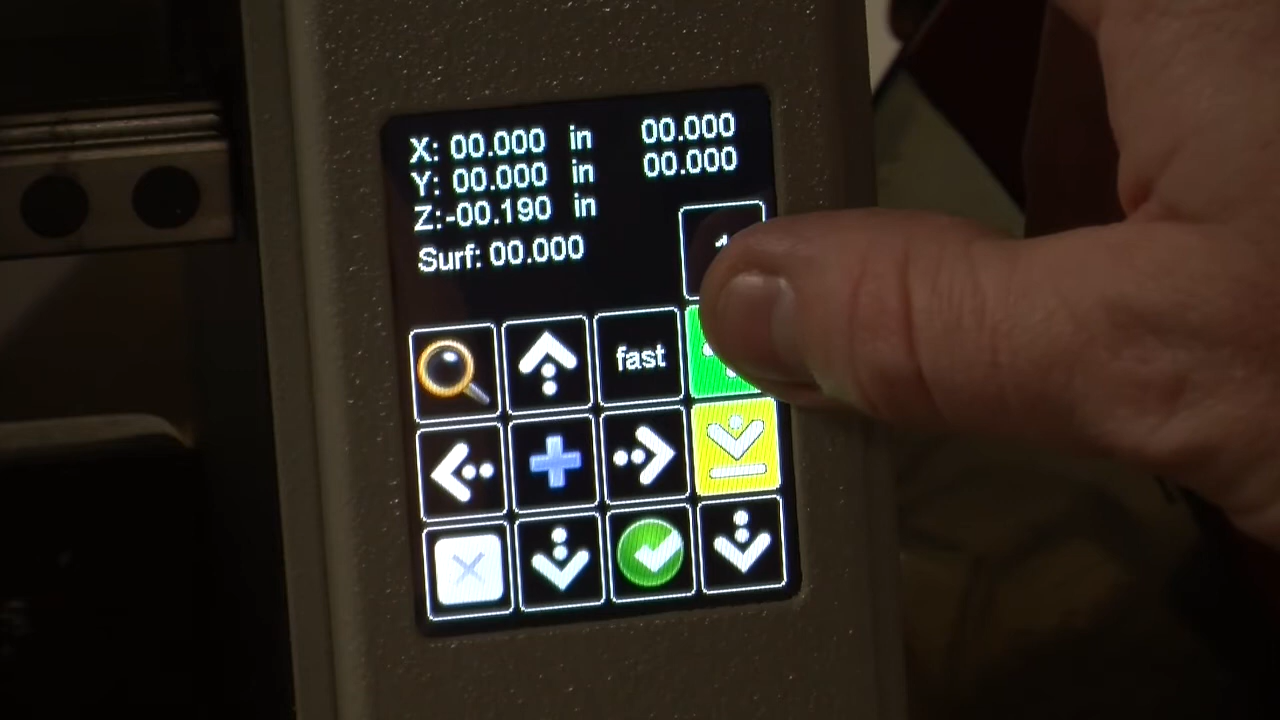 X: 00.000 in 00.000
Y: 00.000 in 00.000
Z:-00.190 in
Surf: 00.000
fast